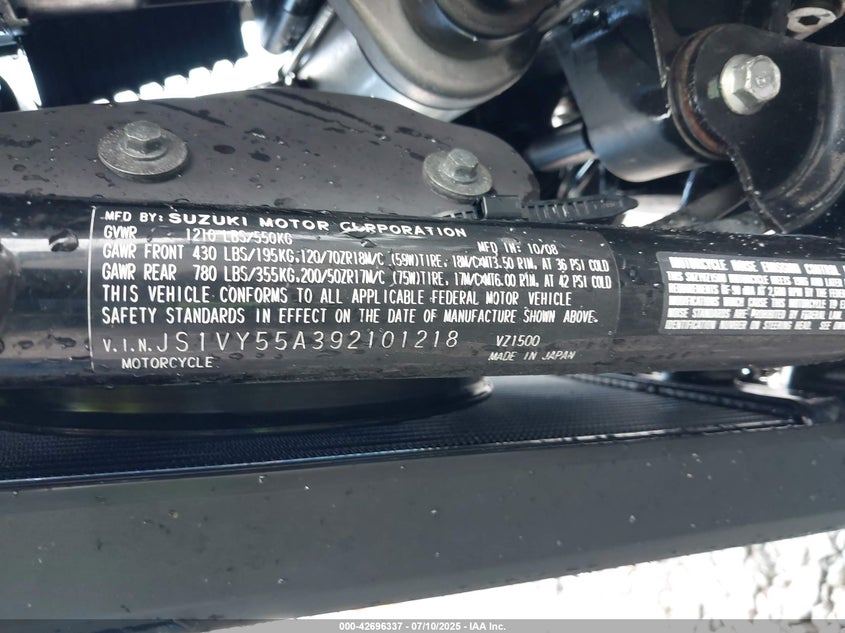 MFD BY: SUZUKI MOTOR CORPORATION
GVWR 1210 LBS/550KG MFD IN: 10/08
GAWR FRONT 430 LBS/195KG,120/70ZR18M/C (59W)TIRE, 18M/CXMT3.50 RIM, AT 36 PSI COLD
GAWR REAR 780 LBS/355KG,200/50ZR17M/C (75W)TIRE, 17M/CXMT6.00 RIM, AT 42 PSI COLD
THIS VEHICLE CONFORMS TO ALL APPLICABLE FEDERAL MOTOR VEHICLE
SAFETY STANDARDS IN EFFECT ON THE DATE OF MANUFACTURE SHOWN ABOVE.
V.I.N. JS1VY55A392101218 VZ1500
MOTORCYCLE MADE IN JAPAN
MOTORCYCLE NOISE EMISSION CONTROL
000-42696337 - 07/10/2025 - IAA Inc.